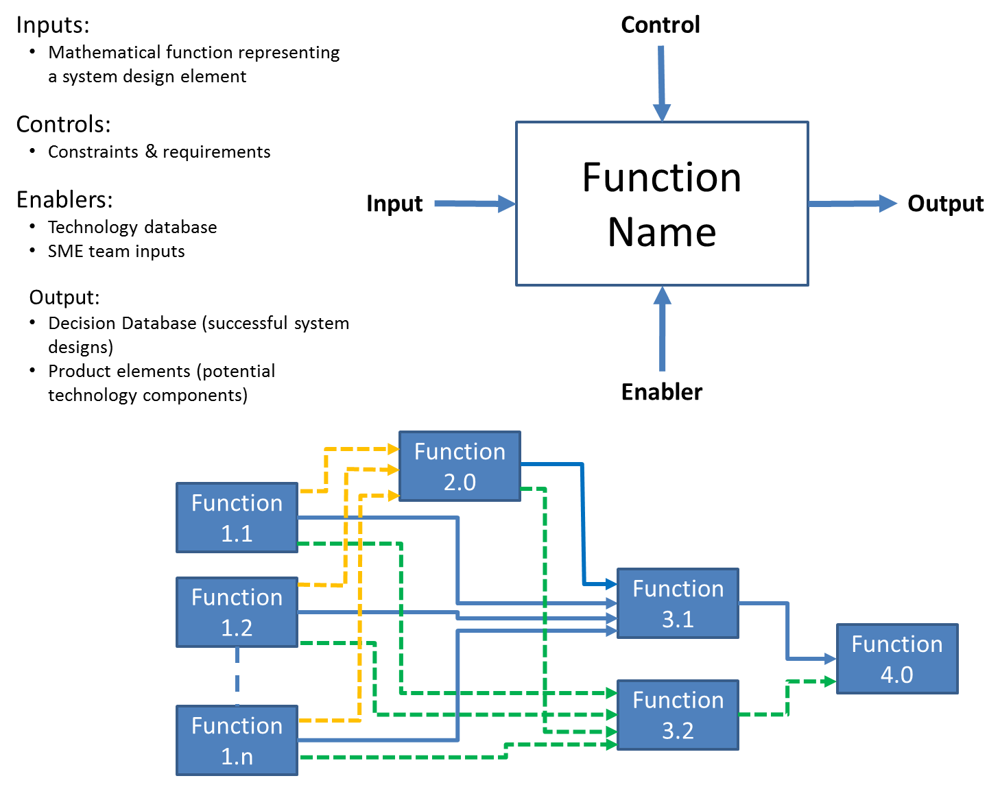 Inputs:
• Mathematical function representing
a system design element
Controls:
• Constraints & requirements
Enablers:
• Technology database
• SME team inputs
Output:
• Decision Database (successful system
designs)
• Product elements (potential
technology components)
Control
Input
Function
Name
Output
Enabler
Function
2.0
Function
1.1
Function
1.2
Function
1.n
Function
3.1
Function
3.2
Function
4.0